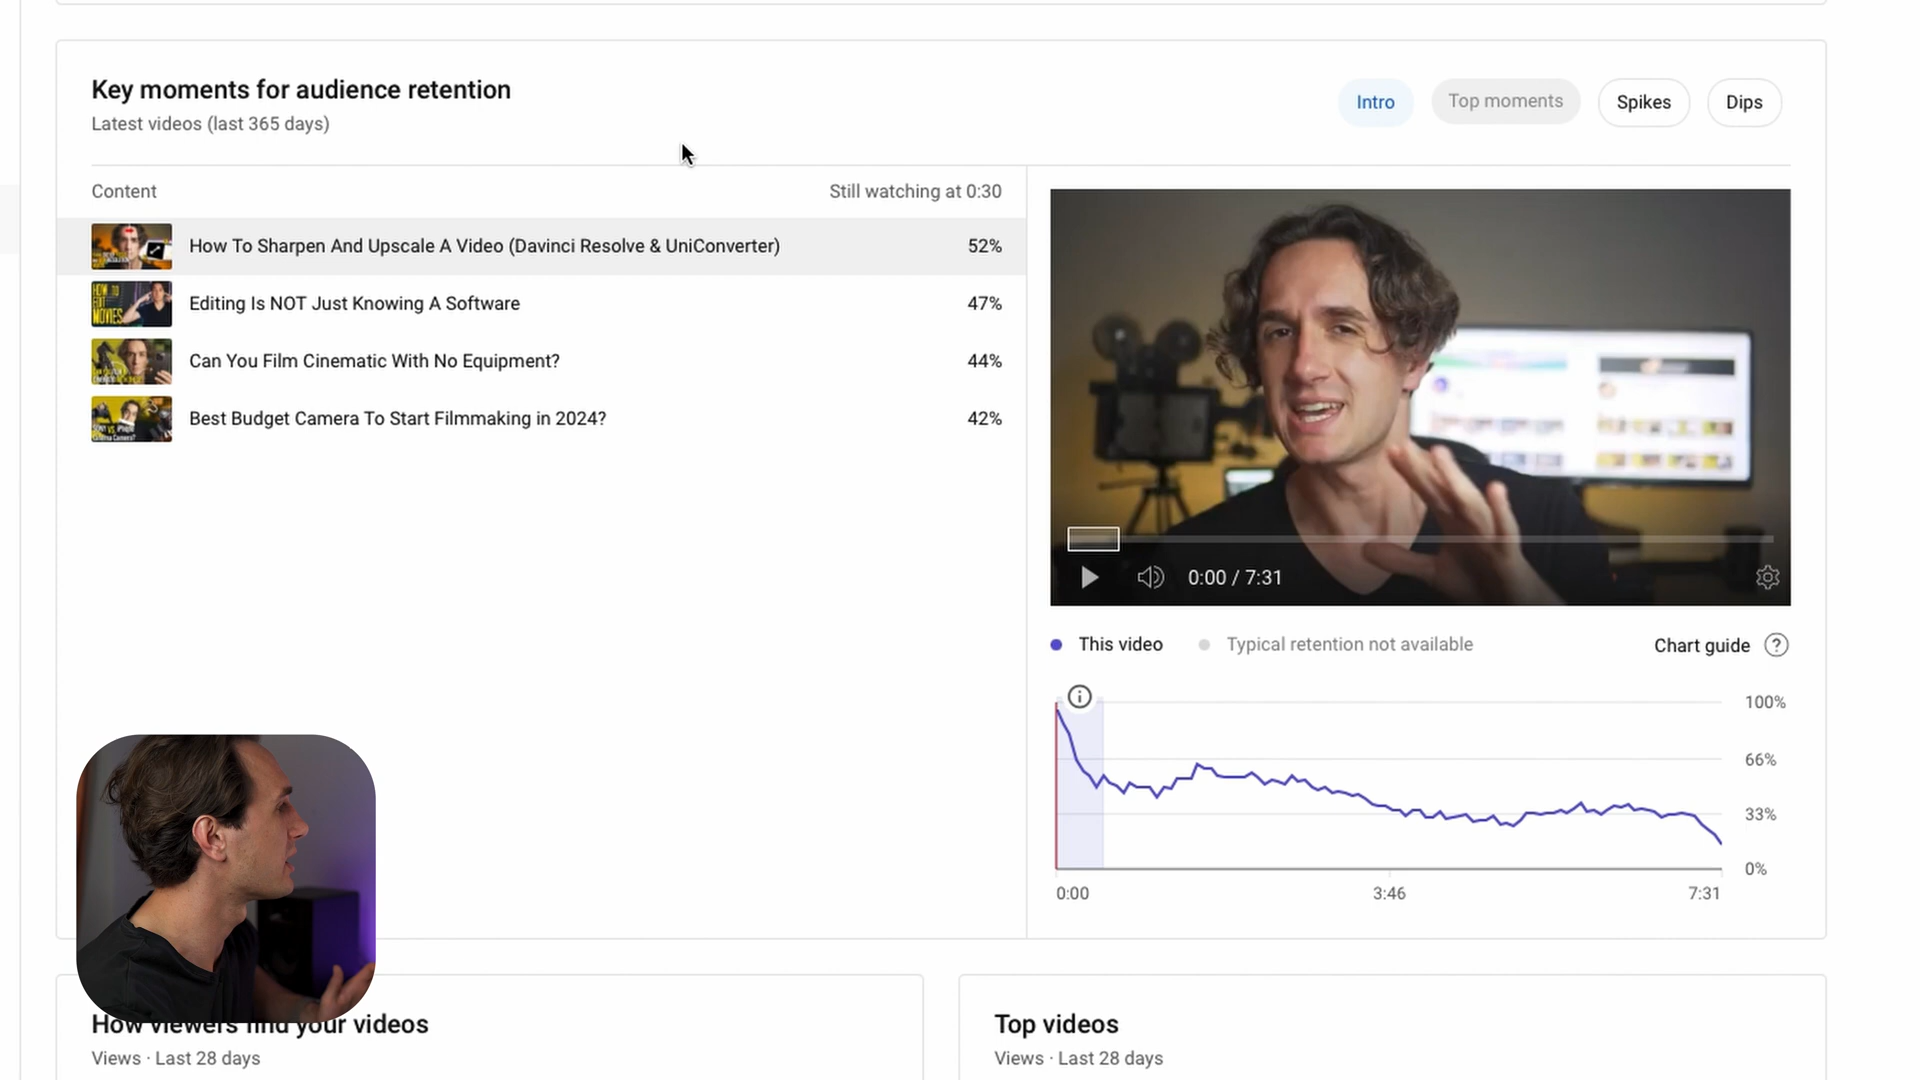 Key moments for audience retention
Latest videos (last 365 days)
Intro
Top moments
Spikes
Dips
Content
Still watching at 0:30
How To Sharpen And Upscale A Video (Davinci Resolve & UniConverter)
52%
HOW TO
EDIT
MOVIES
Editing Is NOT Just Knowing A Software
47%
Can You Film Cinematic With No Equipment?
44%
Best Budget Camera To Start Filmmaking in 2024?
42%
0:00 / 7:31
This video
Typical retention not available
Chart guide
?
100%
66%
33%
0%
0:00
3:46
7:31
How viewers find your videos
Views · Last 28 days
Top videos
Views · Last 28 days